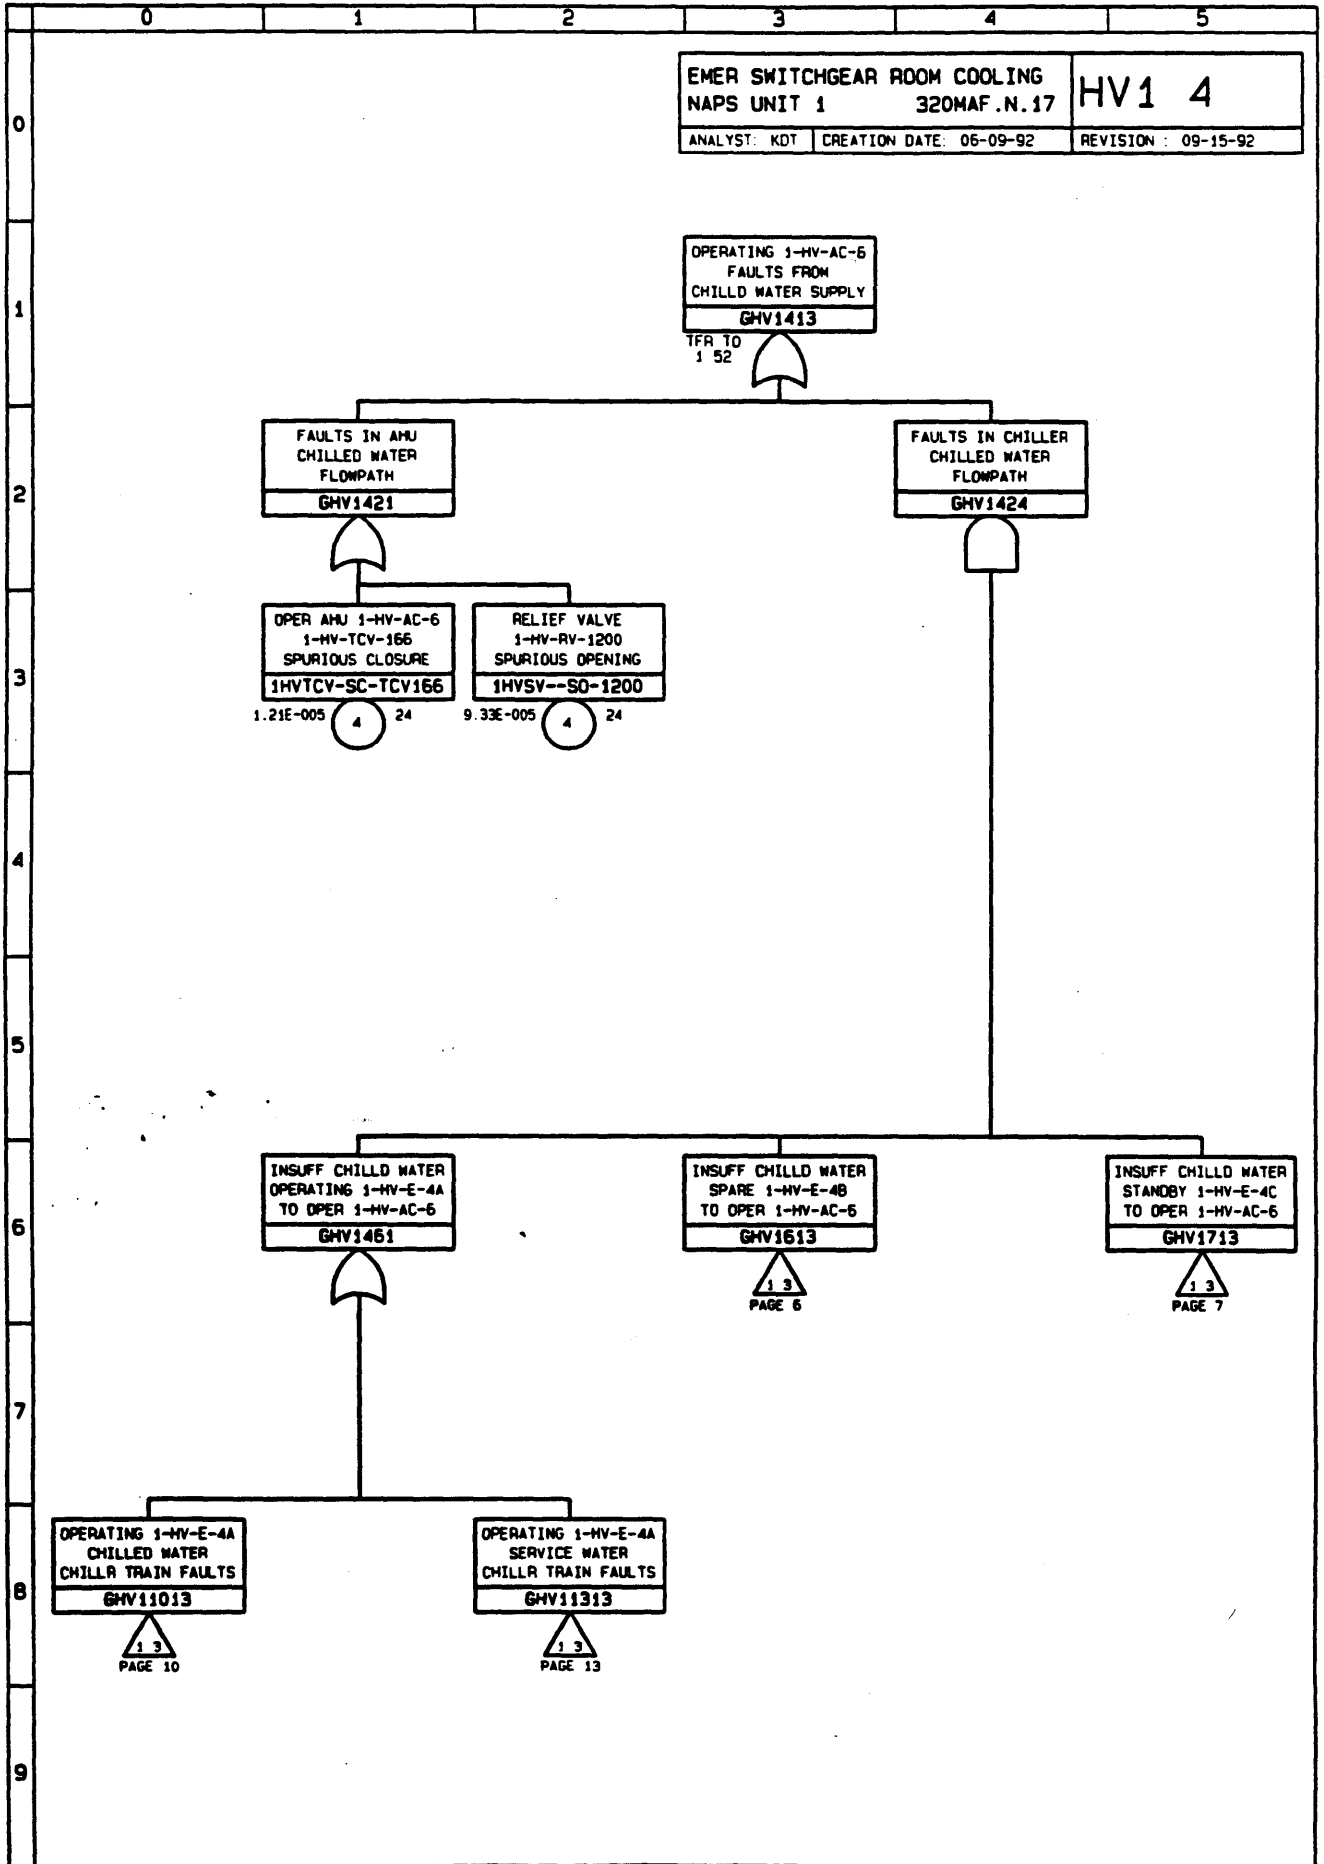 0 1 2 3 4 5
EMER SWITCHGEAR ROOM COOLING
NAPS UNIT 1 320MAF.N.17
HV1 4
ANALYST: KDT CREATION DATE: 06-09-92 REVISION : 09-15-92
0
OPERATING 1-HV-AC-6
FAULTS FROM
CHILLD WATER SUPPLY
GHV1413
TFR TO
1 52
1
FAULTS IN AHU
CHILLED WATER
FLOWPATH
GHV1421
FAULTS IN CHILLER
CHILLED WATER
FLOWPATH
GHV1424
2
OPER AHU 1-HV-AC-6
1-HV-TCV-166
SPURIOUS CLOSURE
1HVTCV-SC-TCV166
1.21E-005 4 24
RELIEF VALVE
1-HV-RV-1200
SPURIOUS OPENING
1HVSV--SO-1200
9.33E-005 4 24
3
4
5
INSUFF CHILLD WATER
OPERATING 1-HV-E-4A
TO OPER 1-HV-AC-6
GHV1461
INSUFF CHILLD WATER
SPARE 1-HV-E-4B
TO OPER 1-HV-AC-6
GHV1613
1 3
PAGE 6
INSUFF CHILLD WATER
STANDBY 1-HV-E-4C
TO OPER 1-HV-AC-6
GHV1713
1 3
PAGE 7
6
7
OPERATING 1-HV-E-4A
CHILLED WATER
CHILLR TRAIN FAULTS
GHV11013
1 3
PAGE 10
OPERATING 1-HV-E-4A
SERVICE WATER
CHILLR TRAIN FAULTS
GHV11313
1 3
PAGE 13
8
9